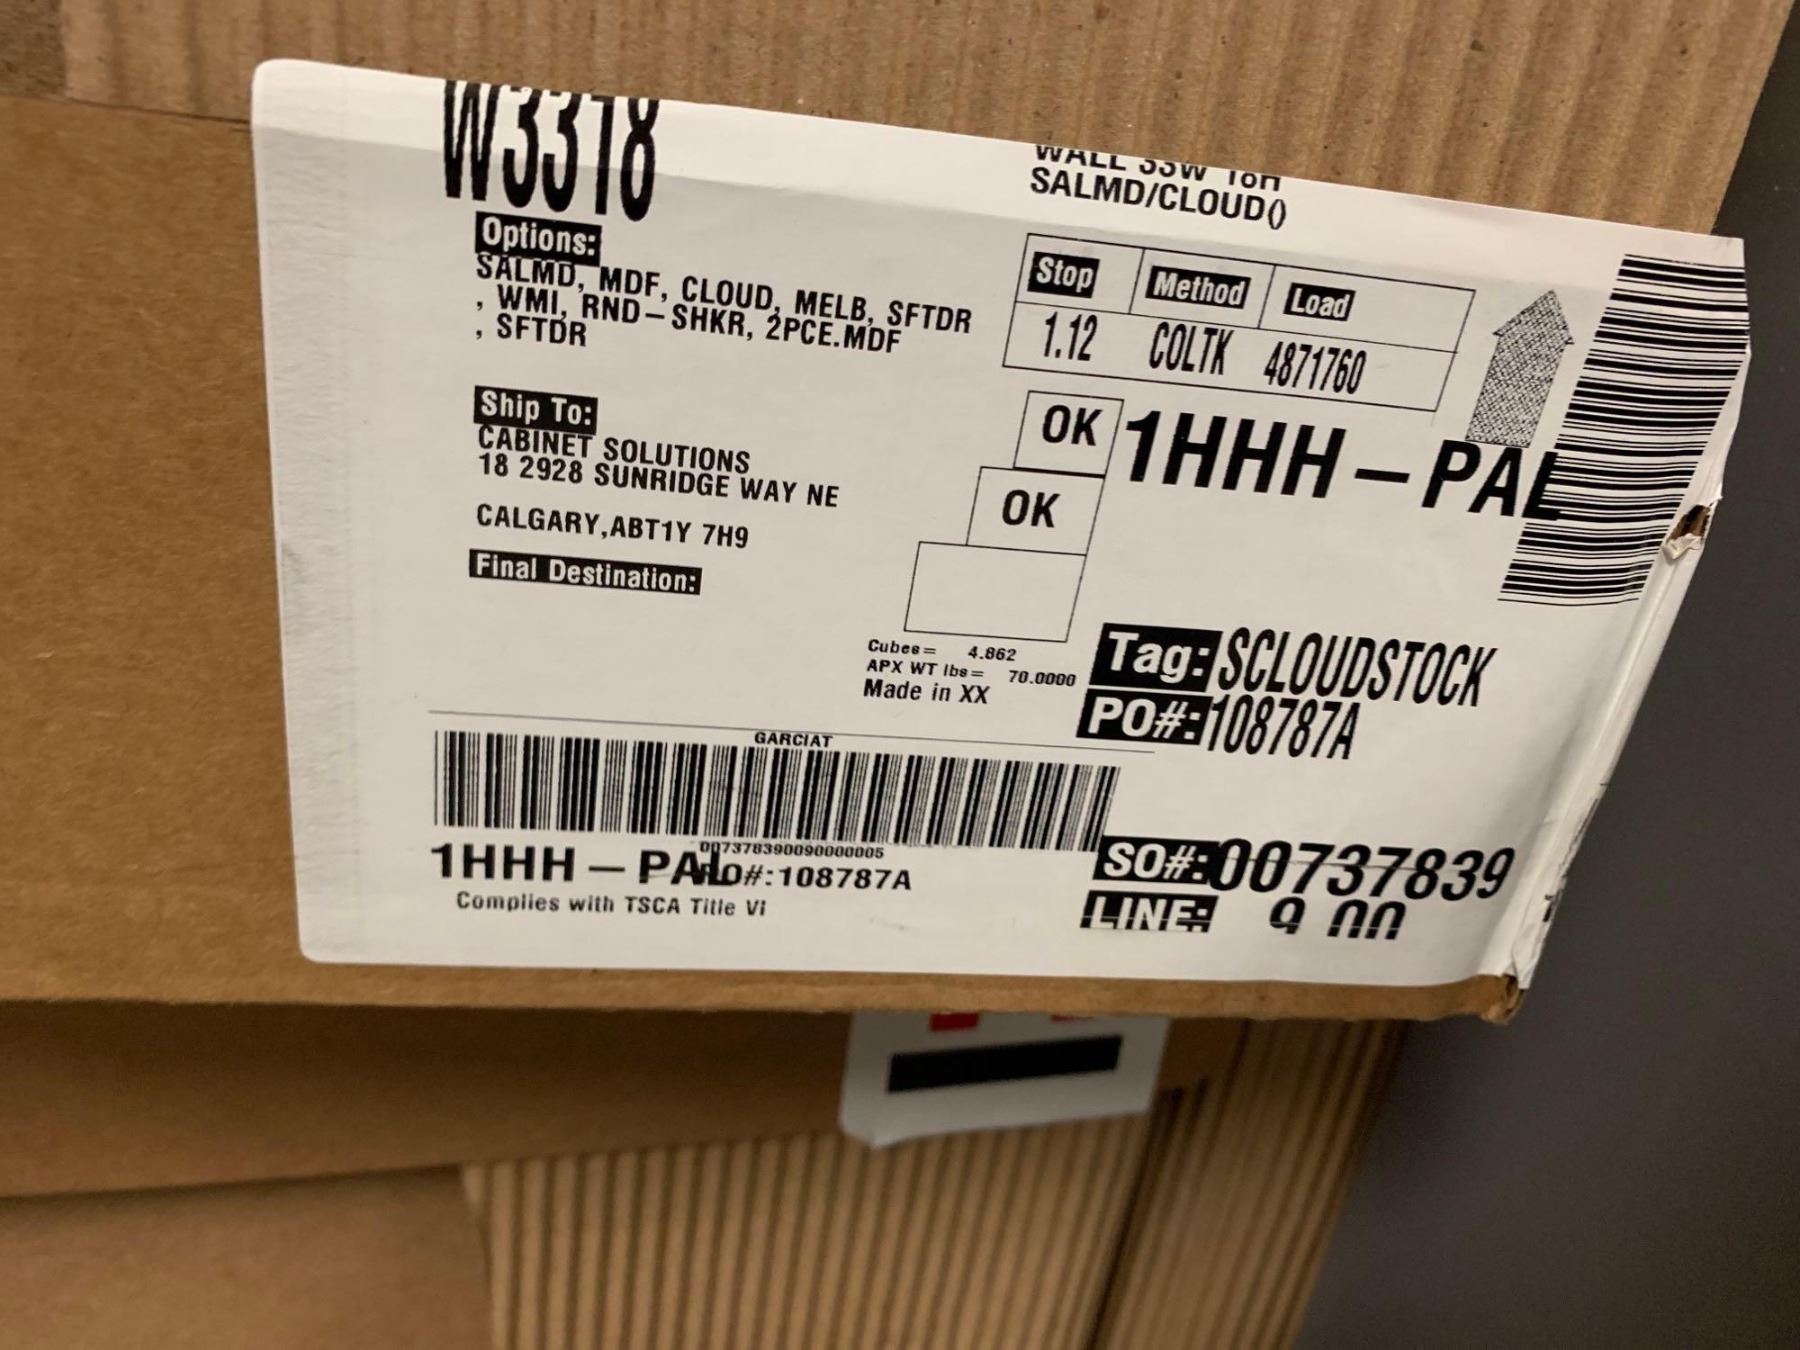 W3318
WALL 33W 18H
SALMD/CLOUD()
Options:
SALMD, MDF, CLOUD, MELB, SFTDR
, WMI, RND-SHKR, 2PCE.MDF
, SFTDR
Stop Method Load
1.12 COLTK 4871760
Ship To:
CABINET SOLUTIONS
18 2928 SUNRIDGE WAY NE
CALGARY,ABT1Y 7H9
Final Destination:
OK
OK
1HHH-PAL
Cubes= 4.862
APX WT lbs= 70.0000
Made in XX
Tag: SCLOUDSTOCK
PO#: 108787A
GARCIAT
007378390090000005
1HHH-PAL
PO#:108787A
Complies with TSCA Title VI
SO#: 00737839
LINE: 9.00